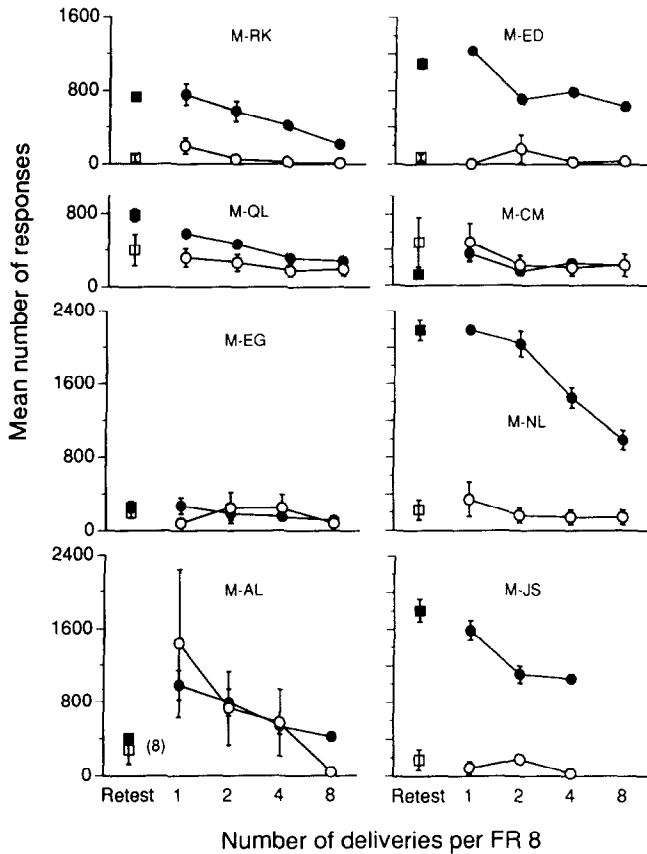 Mean number of responses
1600
800
0
M-RK
M-ED
800
0
M-QL
M-CM
2400
1600
800
0
M-EG
M-NL
2400
1600
800
0
M-AL
(8)
M-JS
Retest 1 2 4 8
Retest 1 2 4 8
Number of deliveries per FR 8